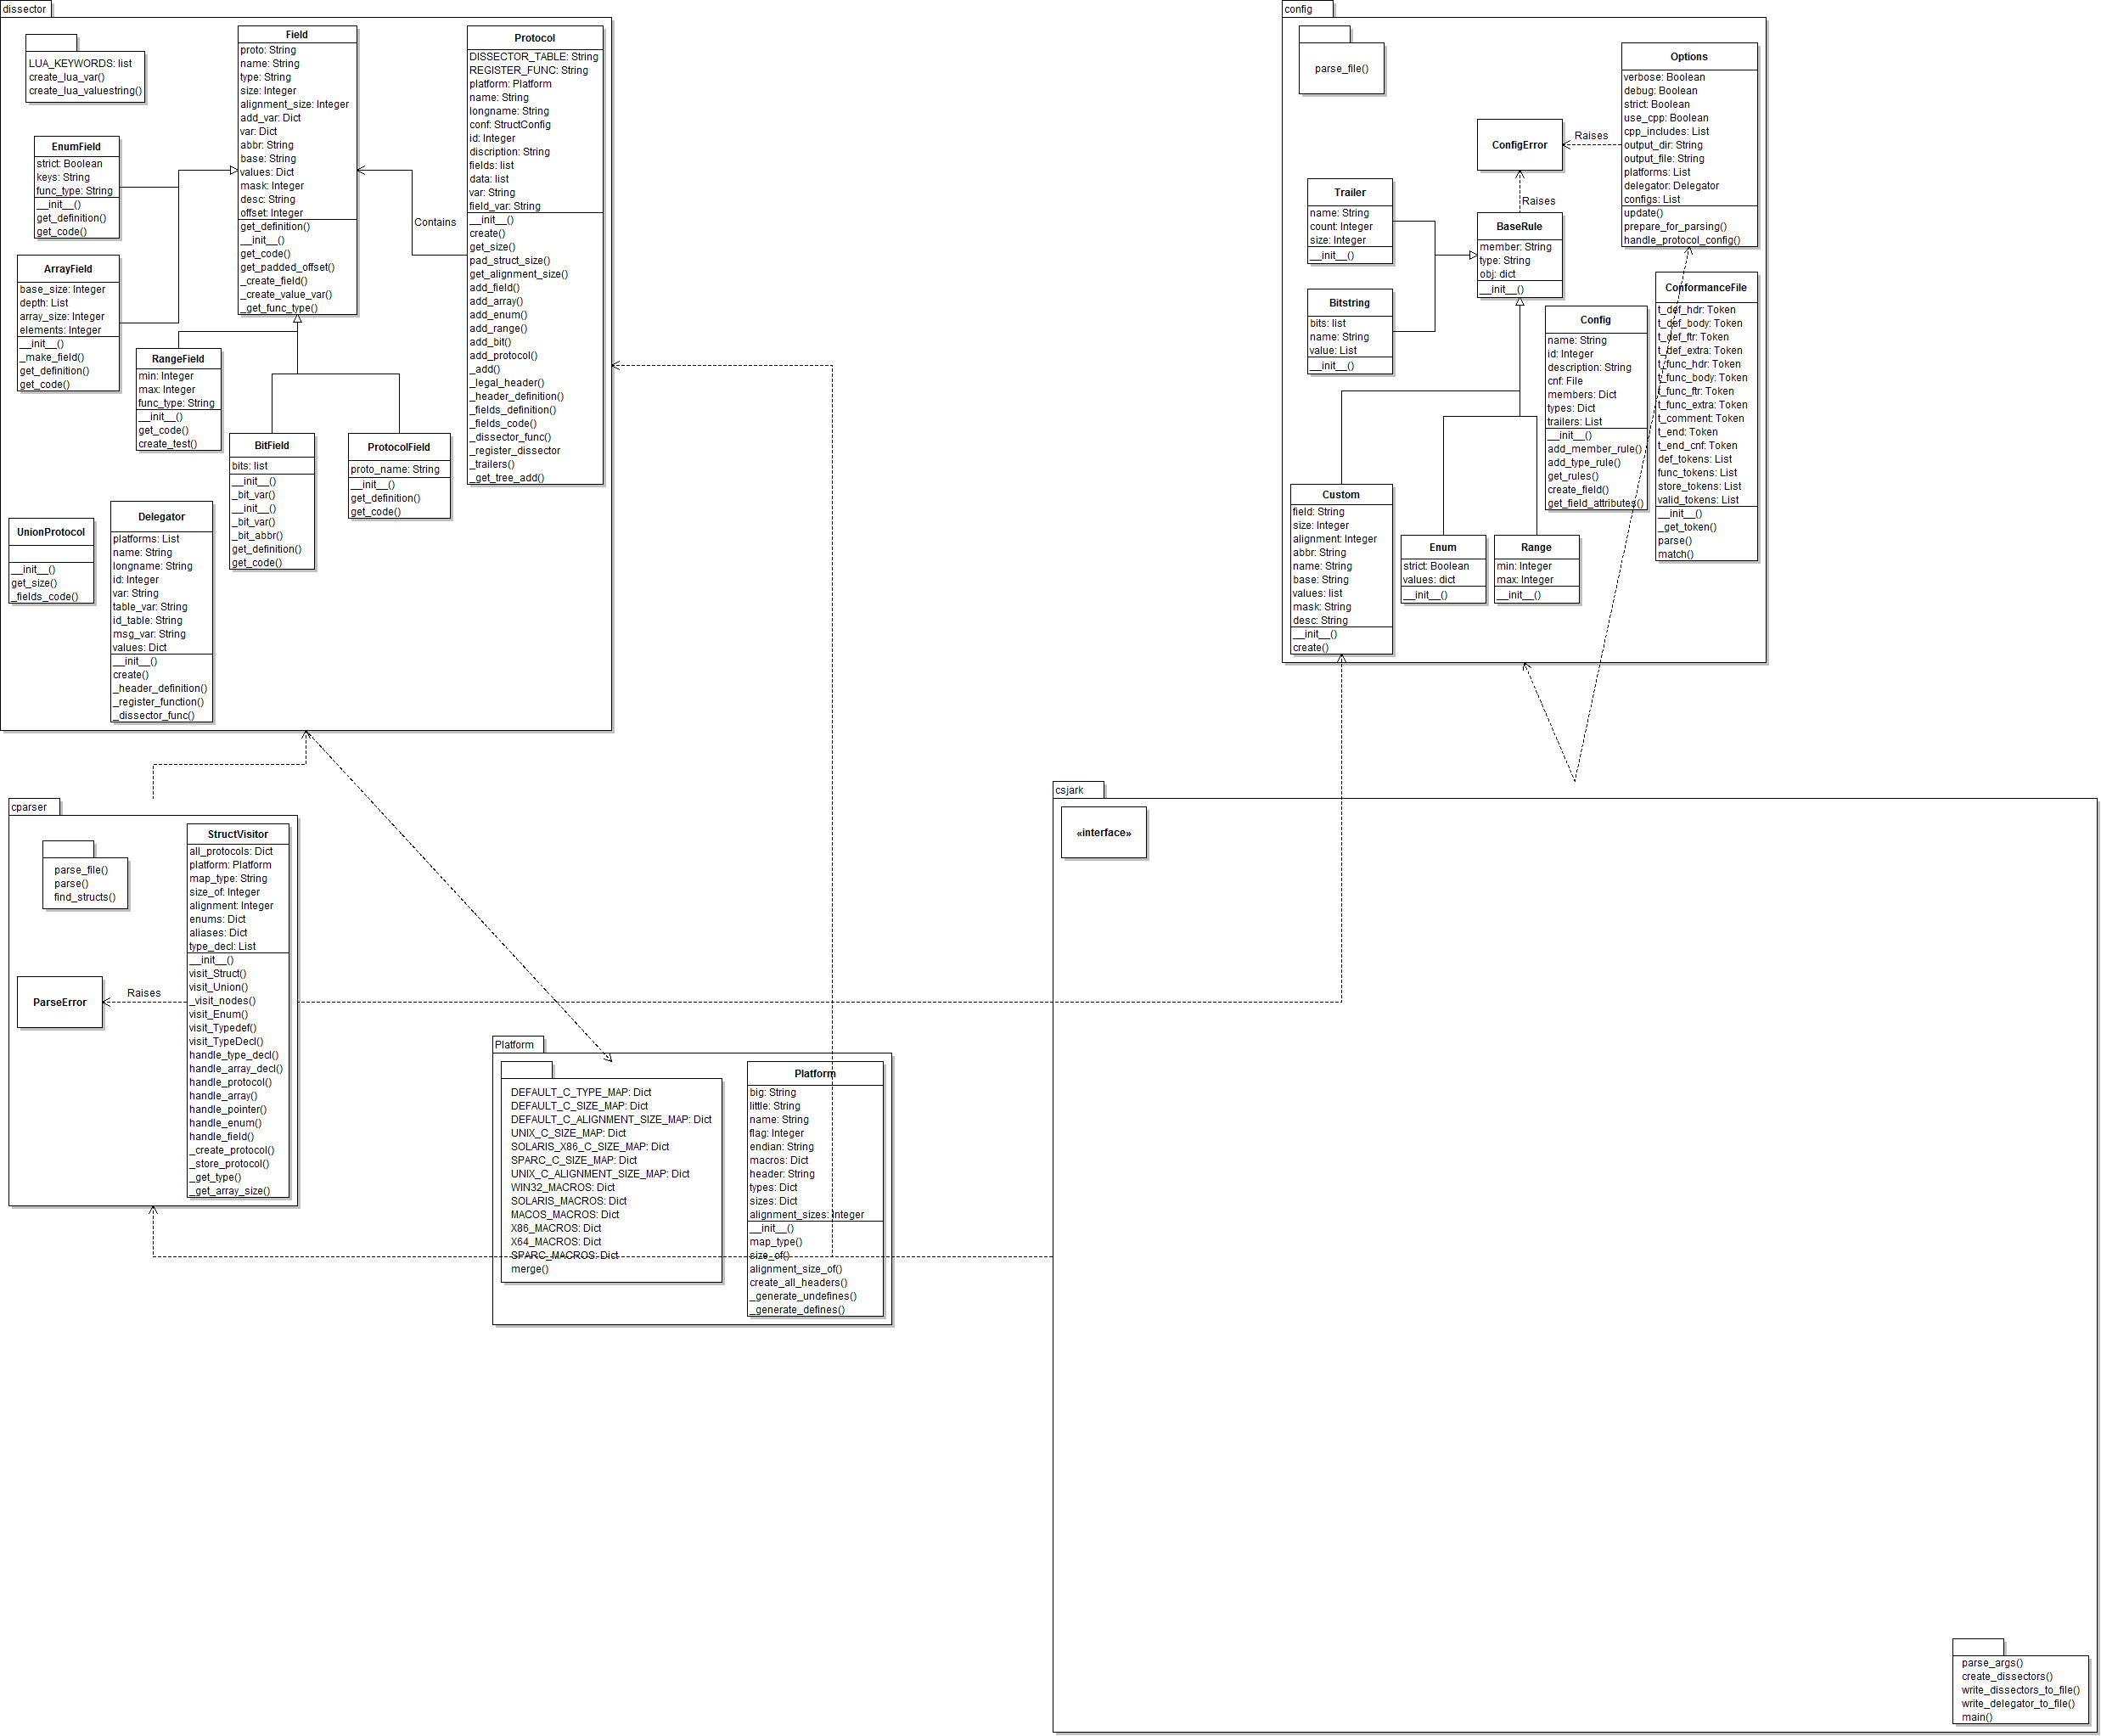 dissector
LUA_KEYWORDS: list
create_lua_var()
create_lua_valuestring()
Field
proto: String
name: String
type: String
size: Integer
alignment_size: Integer
add_var: Dict
var: Dict
abbr: String
base: String
values: Dict
mask: Integer
desc: String
offset: Integer
get_definition()
__init__()
get_code()
get_padded_offset()
_create_field()
_create_value_var()
_get_func_type()
Protocol
DISSECTOR_TABLE: String
REGISTER_FUNC: String
platform: Platform
name: String
longname: String
conf: StructConfig
id: Integer
discription: String
fields: list
data: list
var: String
field_var: String
__init__()
create()
get_size()
pad_struct_size()
get_alignment_size()
add_field()
add_array()
add_enum()
add_range()
add_bit()
add_protocol()
_add()
_legal_header()
_header_definition()
_fields_definition()
_fields_code()
_dissector_func()
_register_dissector
_trailers()
_get_tree_add()
Contains
EnumField
strict: Boolean
keys: String
func_type: String
__init__()
get_definition()
get_code()
ArrayField
base_size: Integer
depth: List
array_size: Integer
elements: Integer
__init__()
_make_field()
get_definition()
get_code()
RangeField
min: Integer
max: Integer
func_type: String
__init__()
get_code()
create_test()
BitField
bits: list
__init__()
_bit_var()
__init__()
_bit_var()
_bit_abbr()
get_definition()
get_code()
ProtocolField
proto_name: String
__init__()
get_definition()
get_code()
UnionProtocol
__init__()
get_size()
_fields_code()
Delegator
platforms: List
name: String
longname: String
id: Integer
var: String
table_var: String
id_table: String
msg_var: String
values: Dict
__init__()
create()
_header_definition()
_register_function()
_dissector_func()
config
parse_file()
Options
verbose: Boolean
debug: Boolean
strict: Boolean
use_cpp: Boolean
cpp_includes: List
output_dir: String
output_file: String
platforms: List
delegator: Delegator
configs: List
update()
prepare_for_parsing()
handle_protocol_config()
ConfigError
Raises
Raises
Trailer
name: String
count: Integer
size: Integer
__init__()
BaseRule
member: String
type: String
obj: dict
__init__()
Bitstring
bits: list
name: String
value: List
__init__()
Config
name: String
id: Integer
description: String
cnf: File
members: Dict
types: Dict
trailers: List
__init__()
add_member_rule()
add_type_rule()
get_rules()
create_field()
get_field_attributes()
ConformanceFile
t_def_hdr: Token
t_def_body: Token
t_def_ftr: Token
t_def_extra: Token
t_func_hdr: Token
t_func_body: Token
t_func_ftr: Token
t_func_extra: Token
t_comment: Token
t_end: Token
t_end_cnf: Token
def_tokens: List
func_tokens: List
store_tokens: List
valid_tokens: List
__init__()
_get_token()
parse()
match()
Custom
field: String
size: Integer
alignment: Integer
abbr: String
name: String
base: String
values: list
mask: String
desc: String
__init__()
create()
Enum
strict: Boolean
values: dict
__init__()
Range
min: Integer
max: Integer
__init__()
cparser
parse_file()
parse()
find_structs()
StructVisitor
all_protocols: Dict
platform: Platform
map_type: String
size_of: Integer
alignment: Integer
enums: Dict
aliases: Dict
type_decl: List
__init__()
visit_Struct()
visit_Union()
_visit_nodes()
visit_Enum()
visit_Typedef()
visit_TypeDecl()
handle_type_decl()
handle_array_decl()
handle_protocol()
handle_array()
handle_pointer()
handle_enum()
handle_field()
_create_protocol()
_store_protocol()
_get_type()
_get_array_size()
ParseError
Raises
Platform
DEFAULT_C_TYPE_MAP: Dict
DEFAULT_C_SIZE_MAP: Dict
DEFAULT_C_ALIGNMENT_SIZE_MAP: Dict
UNIX_C_SIZE_MAP: Dict
SOLARIS_X86_C_SIZE_MAP: Dict
SPARC_C_SIZE_MAP: Dict
UNIX_C_ALIGNMENT_SIZE_MAP: Dict
WIN32_MACROS: Dict
SOLARIS_MACROS: Dict
MACOS_MACROS: Dict
X86_MACROS: Dict
X64_MACROS: Dict
SPARC_MACROS: Dict
merge()
Platform
big: String
little: String
name: String
flag: Integer
endian: String
macros: Dict
header: String
types: Dict
sizes: Dict
alignment_sizes: Integer
__init__()
map_type()
size_of()
alignment_size_of()
create_all_headers()
_generate_undefines()
_generate_defines()
csjark
«interface»
parse_args()
create_dissectors()
write_dissectors_to_file()
write_delegator_to_file()
main()